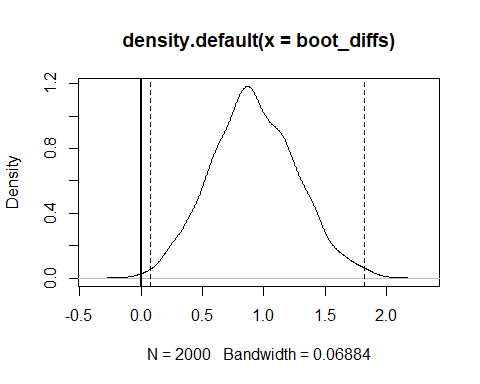 density.default(x = boot_diffs)
Density
1.2
0.8
0.4
0.0
-0.5 0.0 0.5 1.0 1.5 2.0
N = 2000 Bandwidth = 0.06884